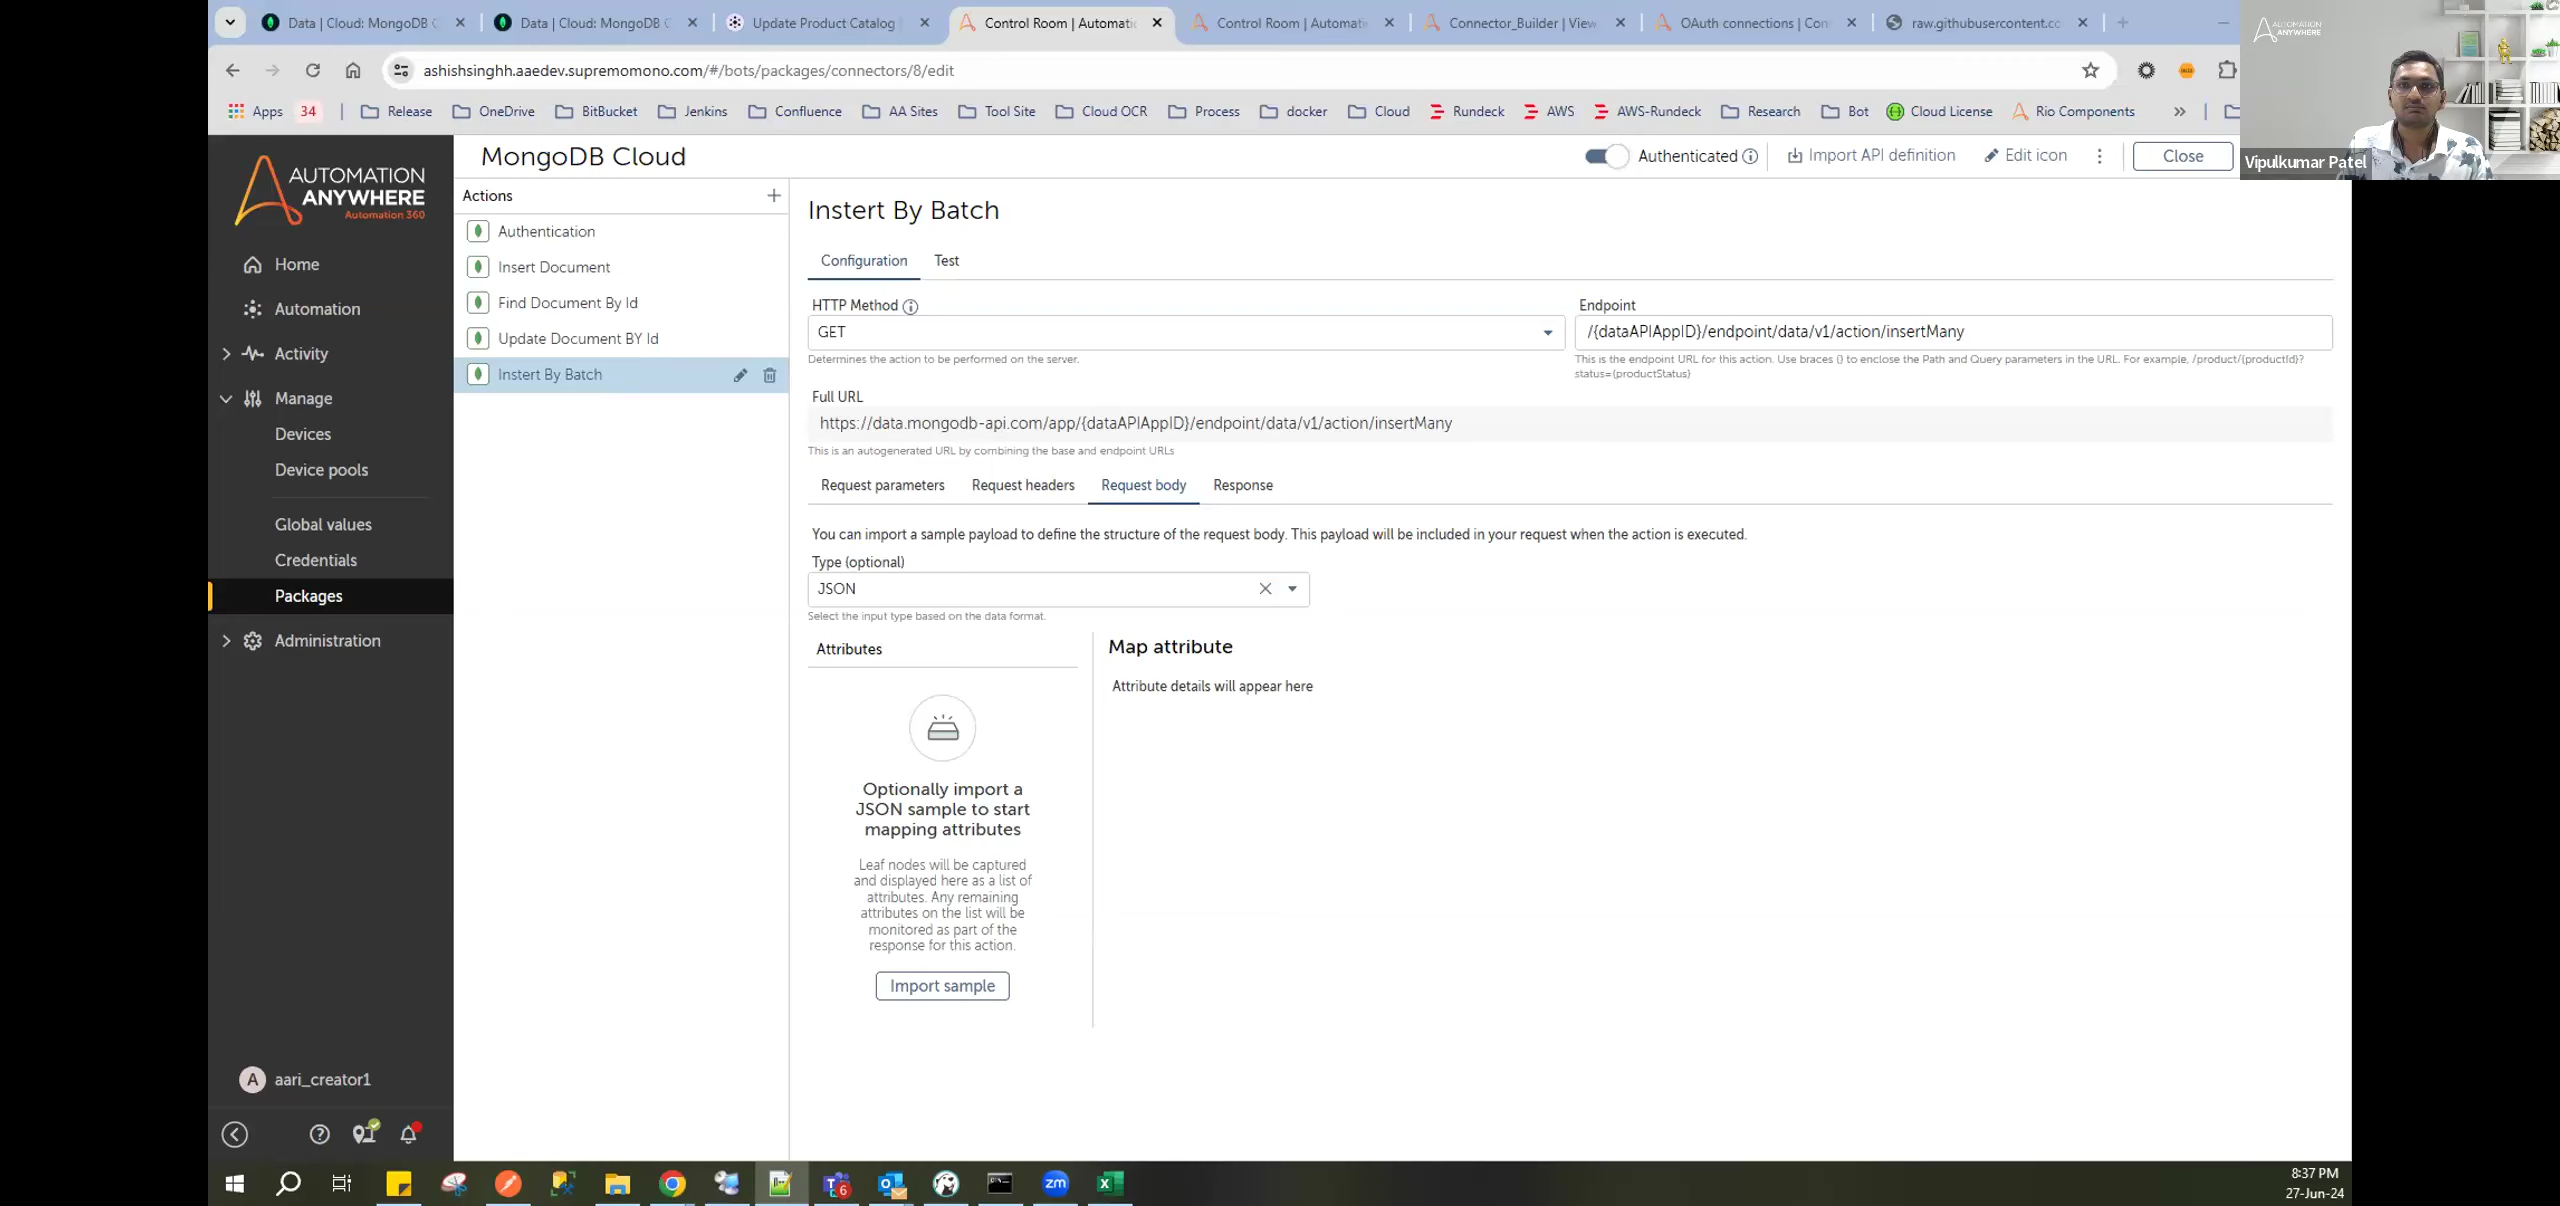 Data | Cloud: MongoDB C
Data | Cloud: MongoDB C
Update Product Catalog
Control Room | Automati
Control Room | Automati
Connector_Builder | View
OAuth connections | Con
raw.githubusercontent.co
ashishsinghh.aaedev.supremomono.com/#/bots/packages/connectors/8/edit
Apps 34 Release OneDrive BitBucket Jenkins Confluence AA Sites Tool Site Cloud OCR Process docker Cloud Rundeck AWS AWS-Rundeck Research Bot Cloud License Rio Components
AUTOMATION
ANYWHERE
Vipulkumar Patel
AUTOMATION
ANYWHERE
Automation 360
Home
Automation
Activity
Manage
Devices
Device pools
Global values
Credentials
Packages
Administration
aari_creator1
MongoDB Cloud
Authenticated
Import API definition
Edit icon
Close
Actions
Authentication
Insert Document
Find Document By Id
Update Document BY Id
Instert By Batch
Instert By Batch
Configuration Test
HTTP Method
GET
Determines the action to be performed on the server.
Endpoint
/{dataAPIAppID}/endpoint/data/v1/action/insertMany
This is the endpoint URL for this action. Use braces {} to enclose the Path and Query parameters in the URL. For example, /product/{productId}?
status={productStatus}
Full URL
https://data.mongodb-api.com/app/{dataAPIAppID}/endpoint/data/v1/action/insertMany
This is an autogenerated URL by combining the base and endpoint URLs
Request parameters Request headers Request body Response
You can import a sample payload to define the structure of the request body. This payload will be included in your request when the action is executed.
Type (optional)
JSON
Select the input type based on the data format.
Attributes
Optionally import a
JSON sample to start
mapping attributes
Leaf nodes will be captured
and displayed here as a list of
attributes. Any remaining
attributes on the list will be
monitored as part of the
response for this action.
Import sample
Map attribute
Attribute details will appear here
6
zm
8:37 PM
27-Jun-24